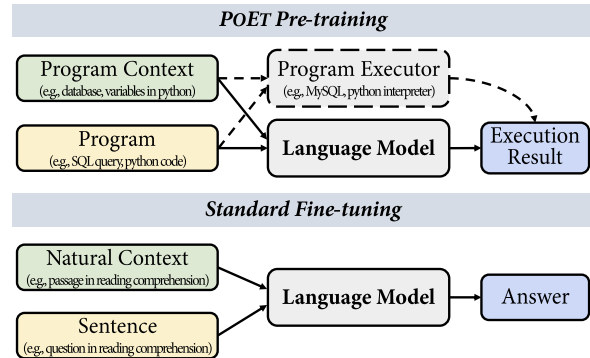 POET Pre-training
Program Context
(e.g., database, variables in python)
Program Executor
(e.g., MySQL, python interpreter)
Program
(e.g., SQL query, python code)
Language Model
Execution
Result
Standard Fine-tuning
Natural Context
(e.g., passage in reading comprehension)
Language Model
Answer
Sentence
(e.g., question in reading comprehension)